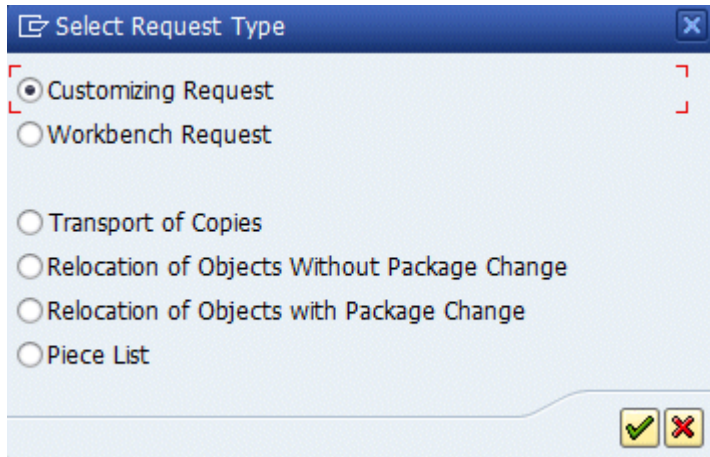 Select Request Type
Customizing Request
Workbench Request
Transport of Copies
Relocation of Objects Without Package Change
Relocation of Objects with Package Change
Piece List